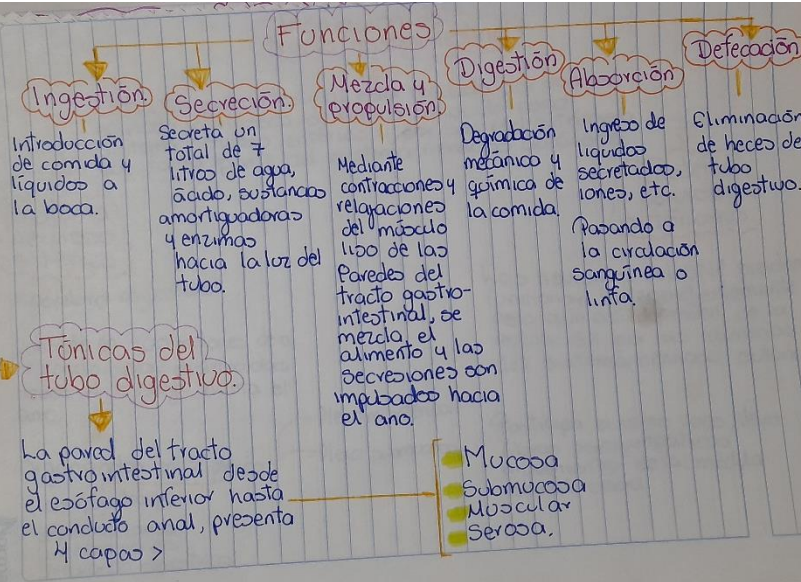 Funciones
Ingestión.
Introducción
de comida y
líquidos a
la boca.
Secreción.
Secreta un
total de 7
litros de agua,
ácido, sustancias
amortiguadoras
y enzimas
hacia la luz del
tubo.
Mezcla y
propulsión
Mediante
contracciones y
relajaciones
del músculo
liso de las
Paredes del
tracto gastro-
intestinal, se
mezcla el
alimento y las
secresiones son
impulsados hacia
el ano.
Digestión
Degradación
mecánico y
química de
la comida.
Absorción
Ingreso de
líquidos
secretados,
iones, etc.
Pasando a
la circulación
sanguínea o
linfa.
Defecación
Eliminación
de heces de
tubo
digestivo.
Túnicas del
tubo digestivo.
La pared del tracto
gastrointestinal desde
el esófago inferior hasta
el conducto anal, presenta
4 capas >
Mucosa
Submucosa
Muscular
Serosa.